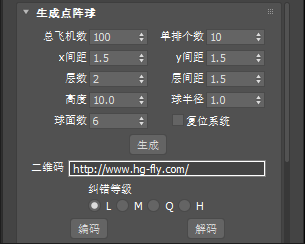 生成点阵球
总飞机数 100 单排个数 10
x间距 1.5 y间距 1.5
层数 2 层间距 1.5
高度 10.0 球半径 1.0
球面数 6 复位系统
生成
二维码 http://www.hg-fly.com/
纠错等级
L M Q H
编码 解码